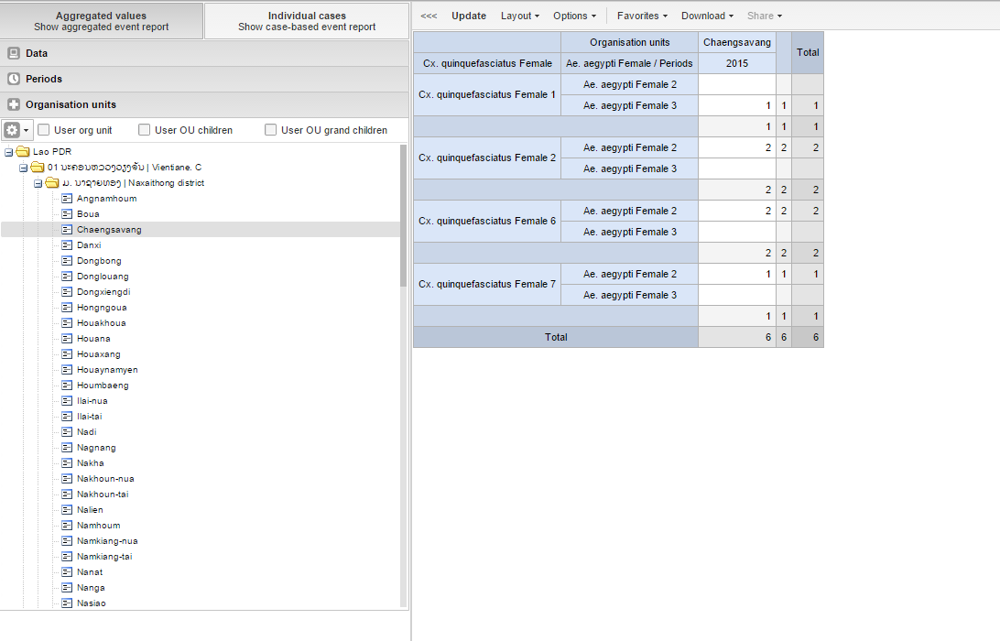 Aggregated values
Show aggregated event report
Individual cases
Show case-based event report
Data
Periods
Organisation units
User org unit User OU children User OU grand children
Lao PDR
01 ນະຄອນຫວວງວຽງຈັນ | Vientiane. C
ມ. ນາຊາຍທອງ | Naxaithong district
Angnamhoum
Boua
Chaengsavang
Danxi
Dongbong
Donglouang
Dongxiengdi
Hongngoua
Houakhoua
Houana
Houaxang
Houaynamyen
Houmbaeng
Ilai-nua
Ilai-tai
Nadi
Nagnang
Nakha
Nakhoun-nua
Nakhoun-tai
Nalien
Namhoum
Namkiang-nua
Namkiang-tai
Nanat
Nanga
Nasiao
<<< Update Layout Options Favorites Download Share
Organisation units Chaengsavang Total
Cx. quinquefasciatus Female Ae. aegypti Female / Periods 2015
Cx. quinquefasciatus Female 1 Ae. aegypti Female 2
Ae. aegypti Female 3 1 1 1
1 1 1
Cx. quinquefasciatus Female 2 Ae. aegypti Female 2 2 2 2
Ae. aegypti Female 3
2 2 2
Cx. quinquefasciatus Female 6 Ae. aegypti Female 2 2 2 2
Ae. aegypti Female 3
2 2 2
Cx. quinquefasciatus Female 7 Ae. aegypti Female 2 1 1 1
Ae. aegypti Female 3
1 1 1
Total 6 6 6